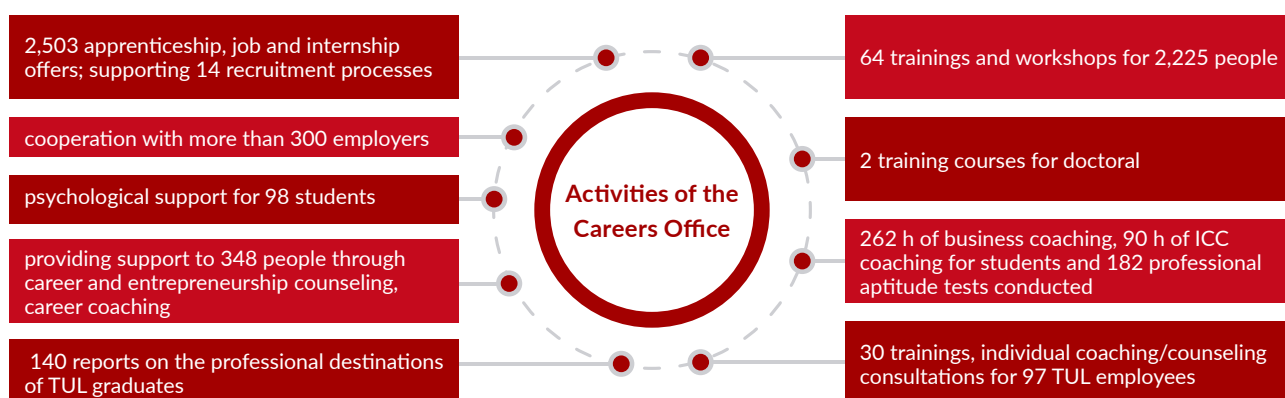 2,503 apprenticeship, job and internship
offers; supporting 14 recruitment processes
cooperation with more than 300 employers
psychological support for 98 students
providing support to 348 people through
career and entrepreneurship counseling,
career coaching
140 reports on the professional destinations
of TUL graduates
Activities of the
Careers Office
64 trainings and workshops for 2,225 people
2 training courses for doctoral
262 h of business coaching, 90 h of ICC
coaching for students and 182 professional
aptitude tests conducted
30 trainings, individual coaching/counseling
consultations for 97 TUL employees